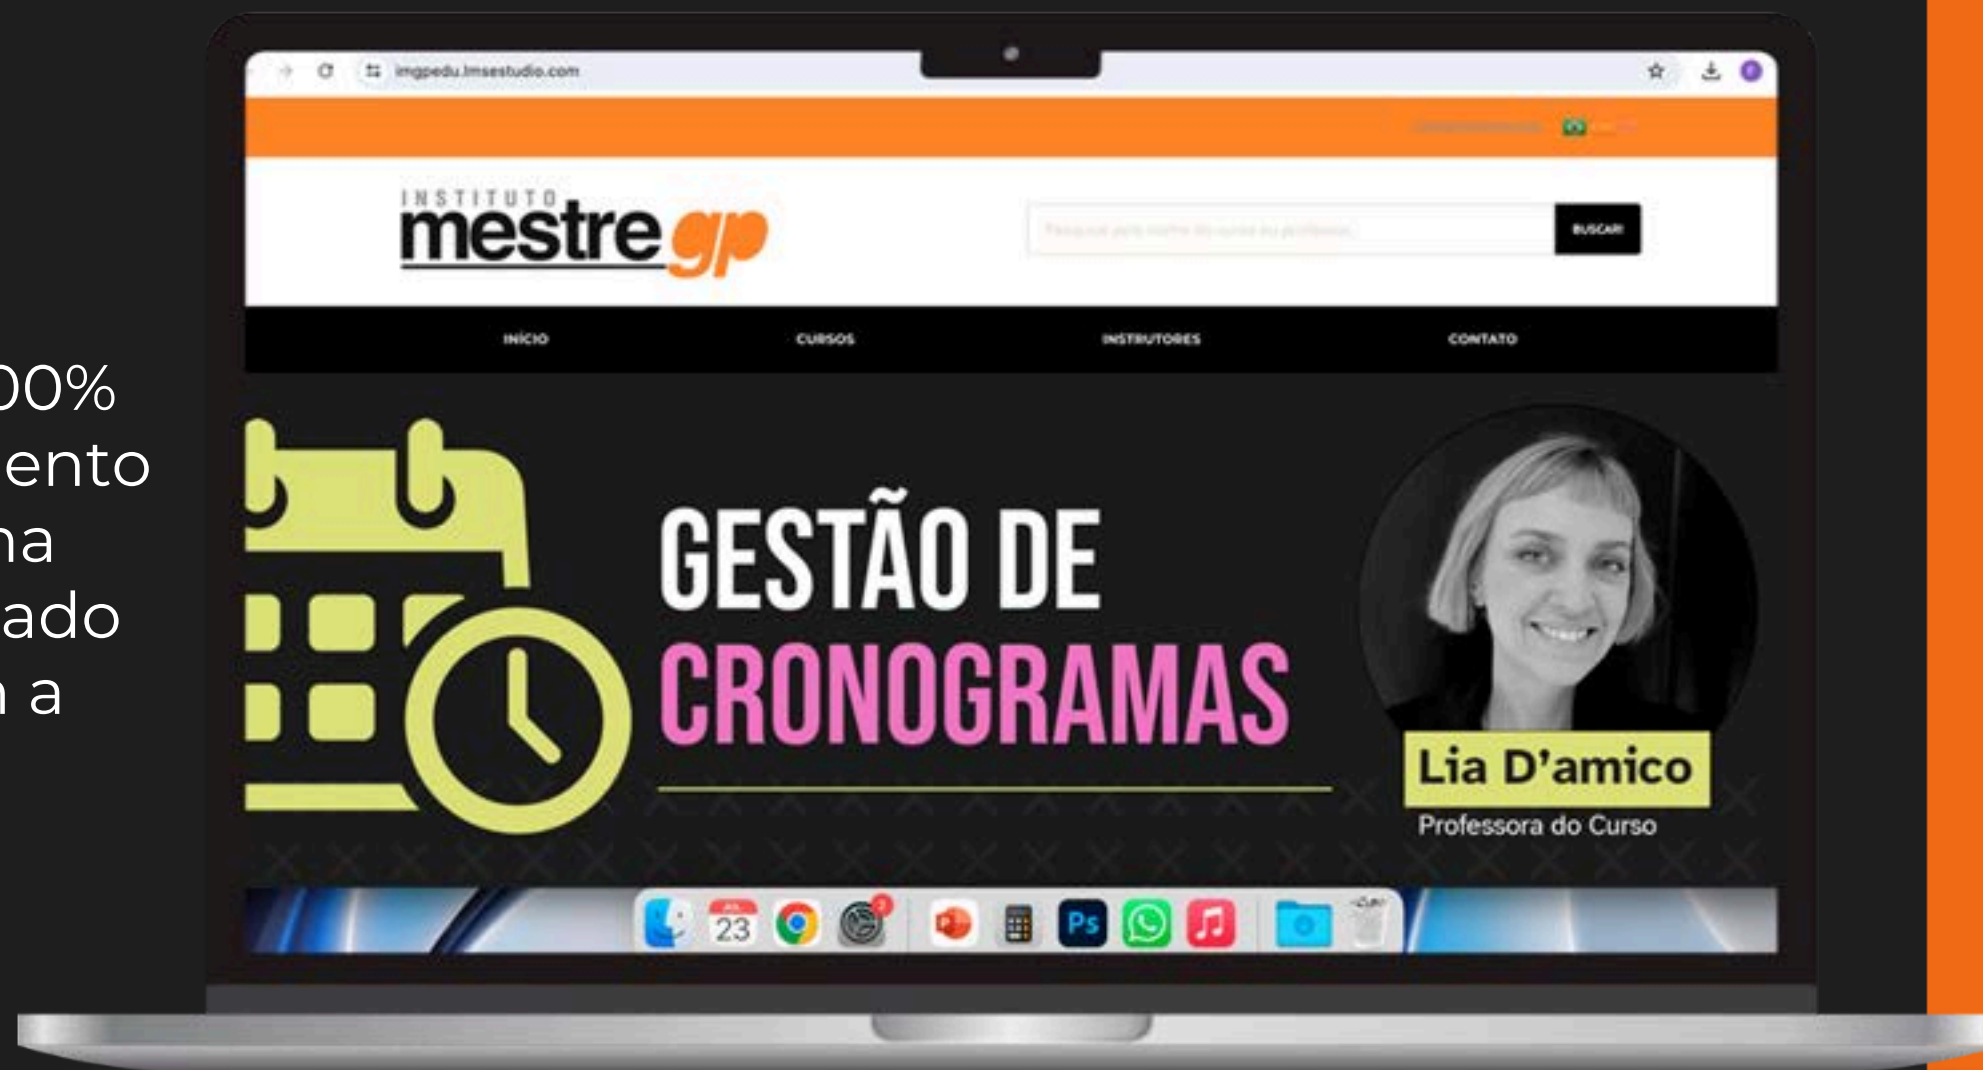 00%
ento
na
ado
n a
imgpedu.lmsestudio.com
INSTITUTO
mestre gp
BUSCAR!
INÍCIO
CURSOS
INSTRUTORES
CONTATO
GESTÃO DE
CRONOGRAMAS
Lia D'amico
Professora do Curso
23
Ps